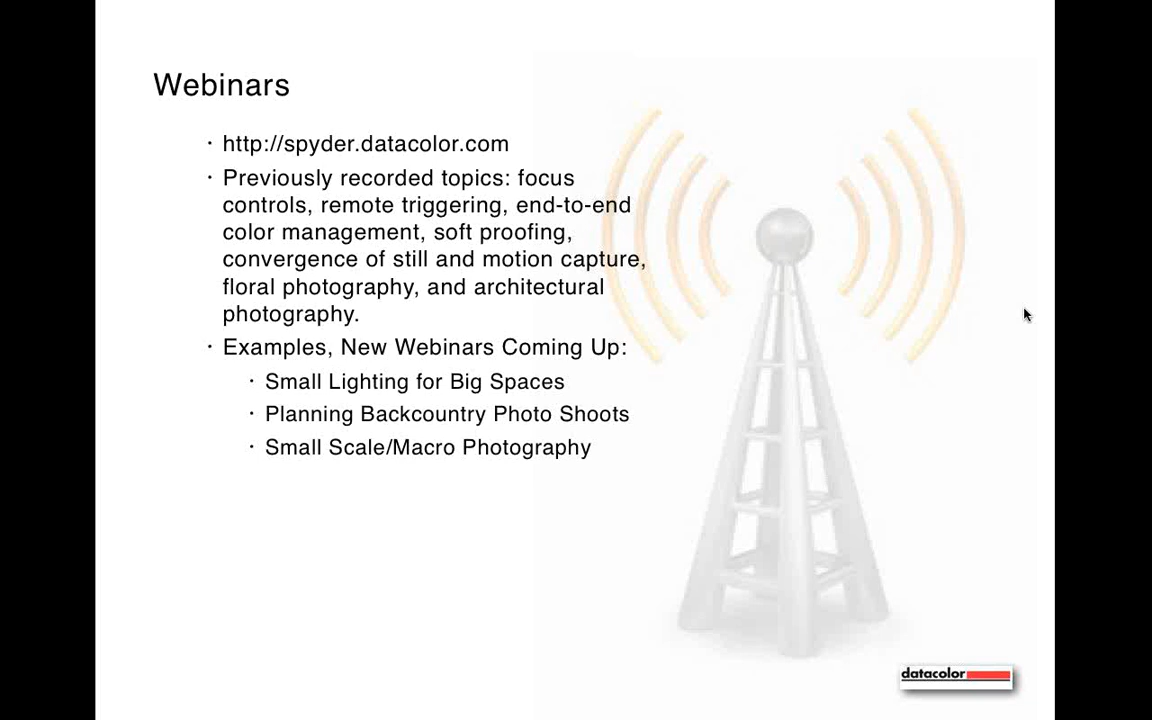 Webinars
· http://spyder.datacolor.com
· Previously recorded topics: focus
controls, remote triggering, end-to-end
color management, soft proofing,
convergence of still and motion capture,
floral photography, and architectural
photography.
· Examples, New Webinars Coming Up:
· Small Lighting for Big Spaces
· Planning Backcountry Photo Shoots
· Small Scale/Macro Photography
datacolor